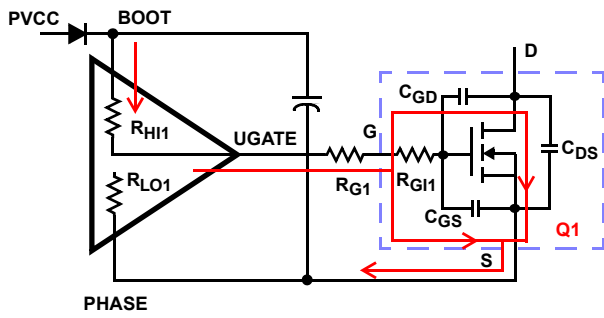 PVCC
BOOT
D
CGD
RHI1
UGATE
G
CDS
RLO1
RG1
RGI1
CGS
Q1
S
PHASE